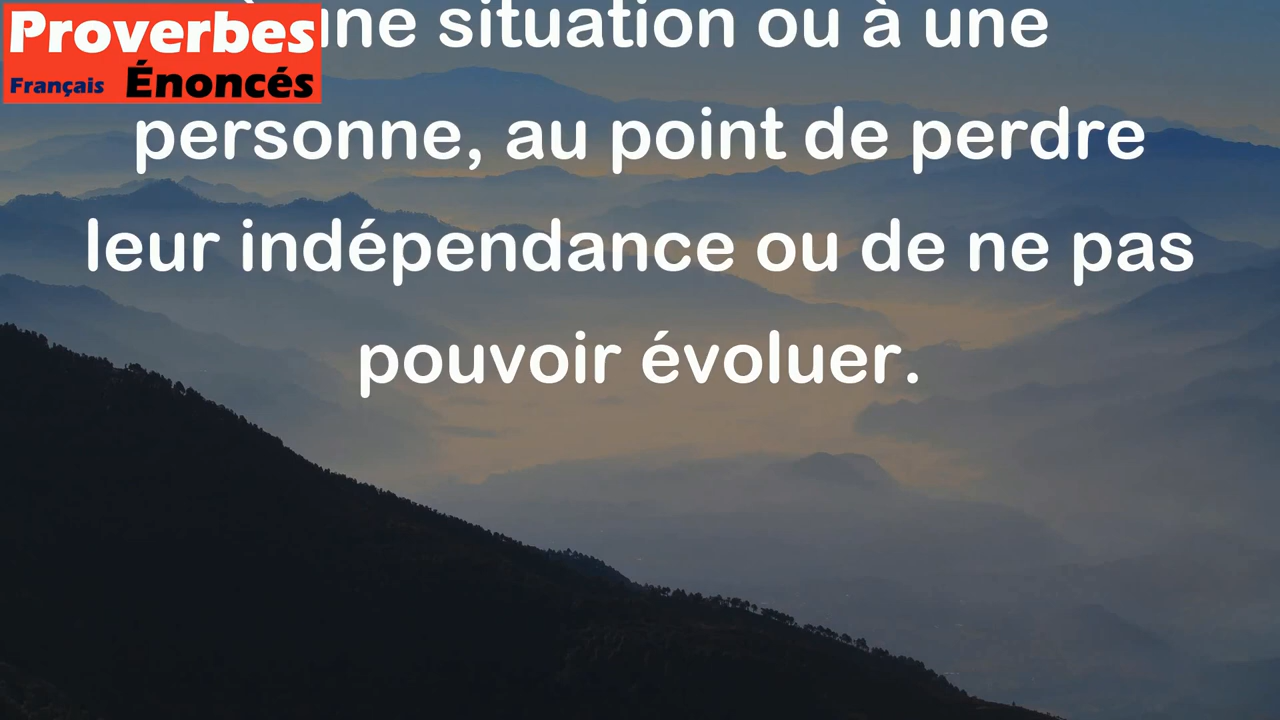 Proverbes
Français Énoncés
à une situation ou à une
personne, au point de perdre
leur indépendance ou de ne pas
pouvoir évoluer.